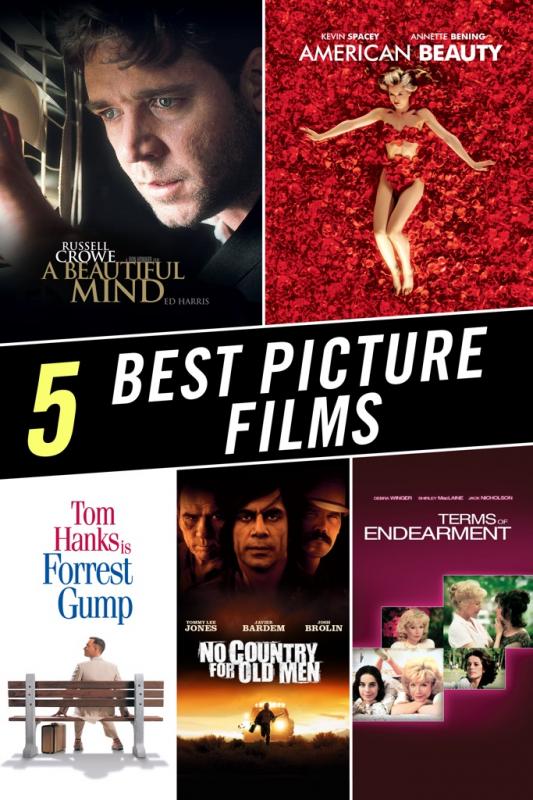 RUSSELL
CROWE
A BEAUTIFUL
MIND
ED HARRIS
KEVIN SPACEY ANNETTE BENING
AMERICAN BEAUTY
5 BEST PICTURE
FILMS
Tom
Hanks is
Forrest
Gump
TOMMY LEE JONES JAVIER BARDEM JOSH BROLIN
NO COUNTRY
FOR OLD MEN
DEBRA WINGER SHIRLEY MacLAINE JACK NICHOLSON
TERMS OF
ENDEARMENT